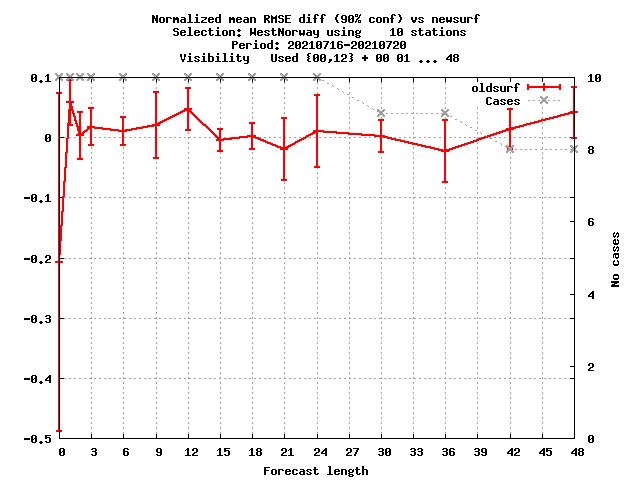 Normalized mean RMSE diff (90% conf) vs newsurf
Selection: WestNorway using    10 stations
Period: 20210716-20210720
Visibility   Used {00,12} + 00 01 ... 48
oldsurf
Cases
0.1
0
-0.1
-0.2
-0.3
-0.4
-0.5
10
8
6
4
2
0
No cases
0 3 6 9 12 15 18 21 24 27 30 33 36 39 42 45 48
Forecast length